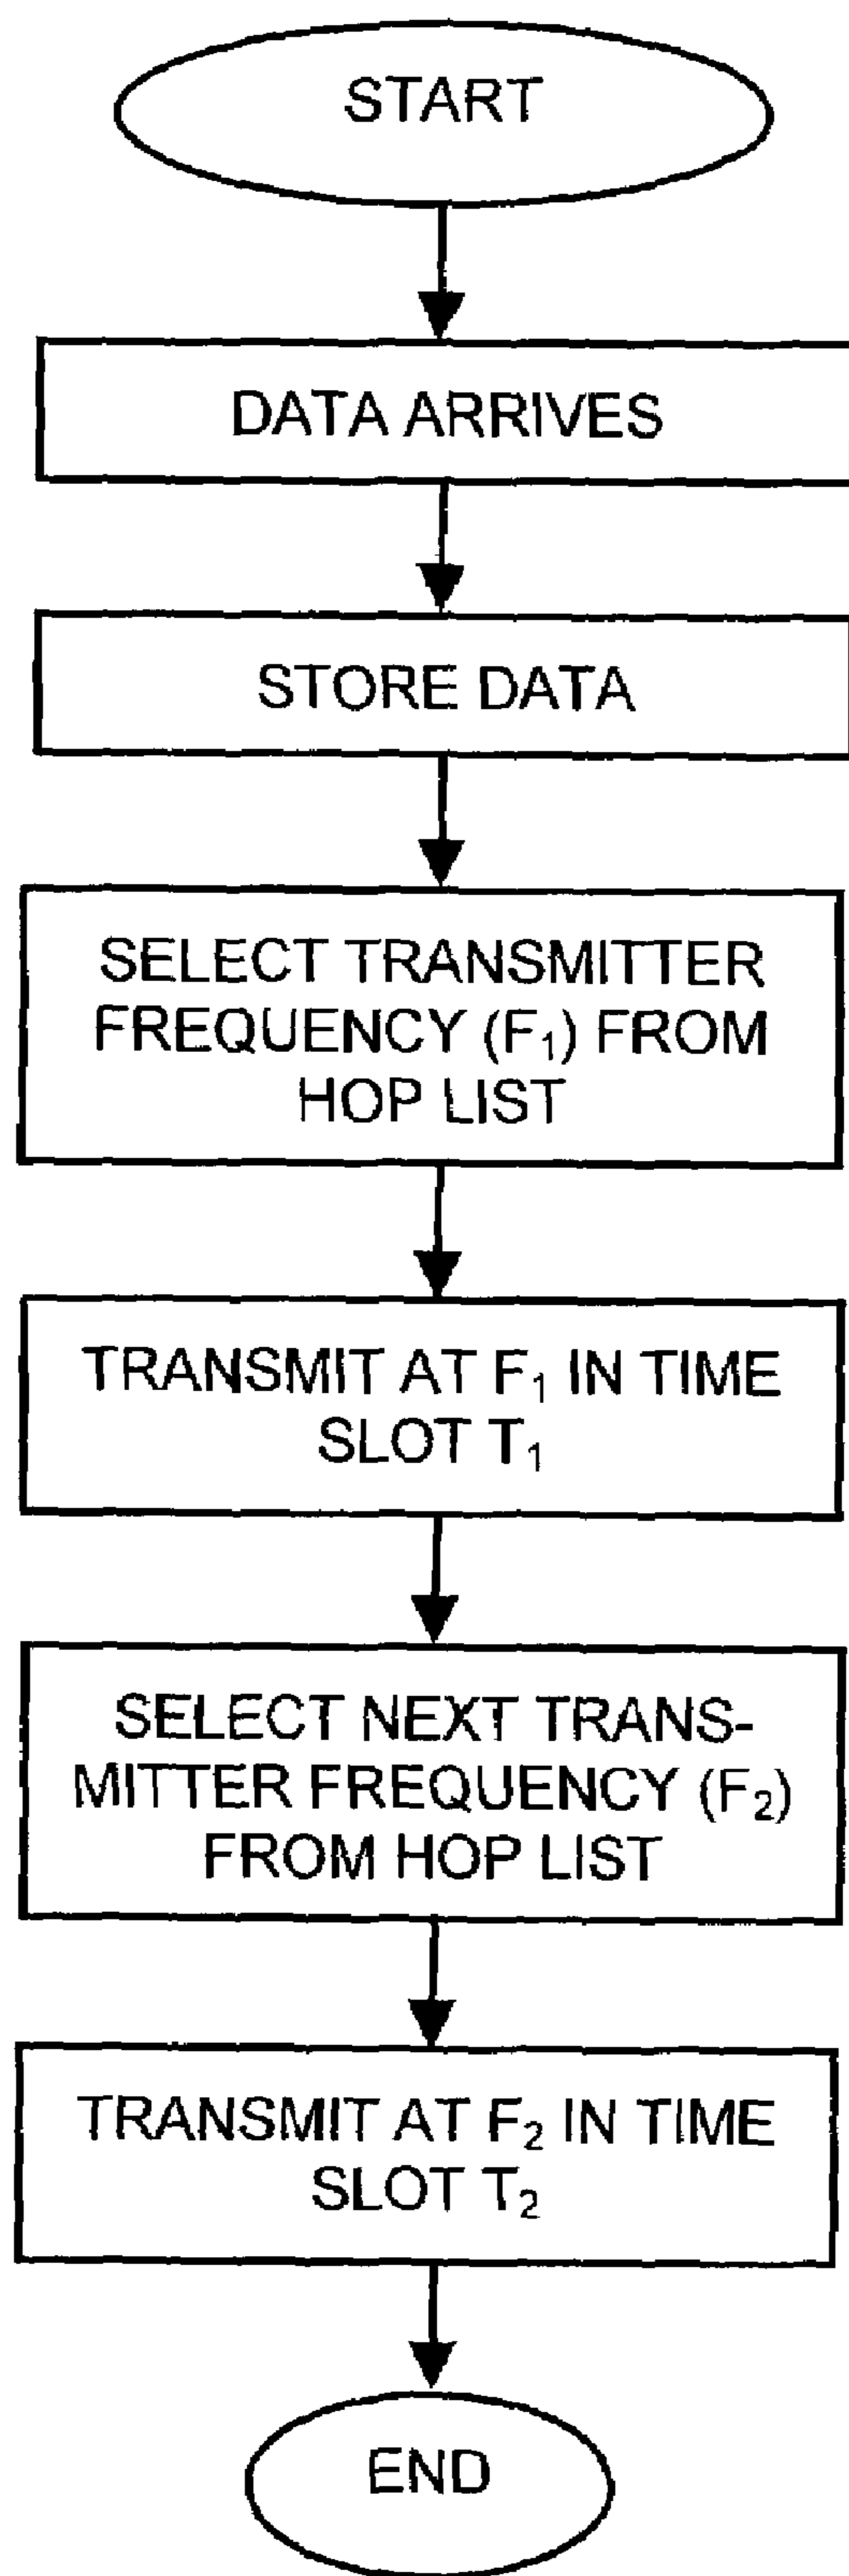 START
DATA ARRIVES
STORE DATA
SELECT TRANSMITTER
FREQUENCY (F₁) FROM
HOP LIST
TRANSMIT AT F₁ IN TIME
SLOT T₁
SELECT NEXT TRANS-
MITTER FREQUENCY (F₂)
FROM HOP LIST
TRANSMIT AT F₂ IN TIME
SLOT T₂
END